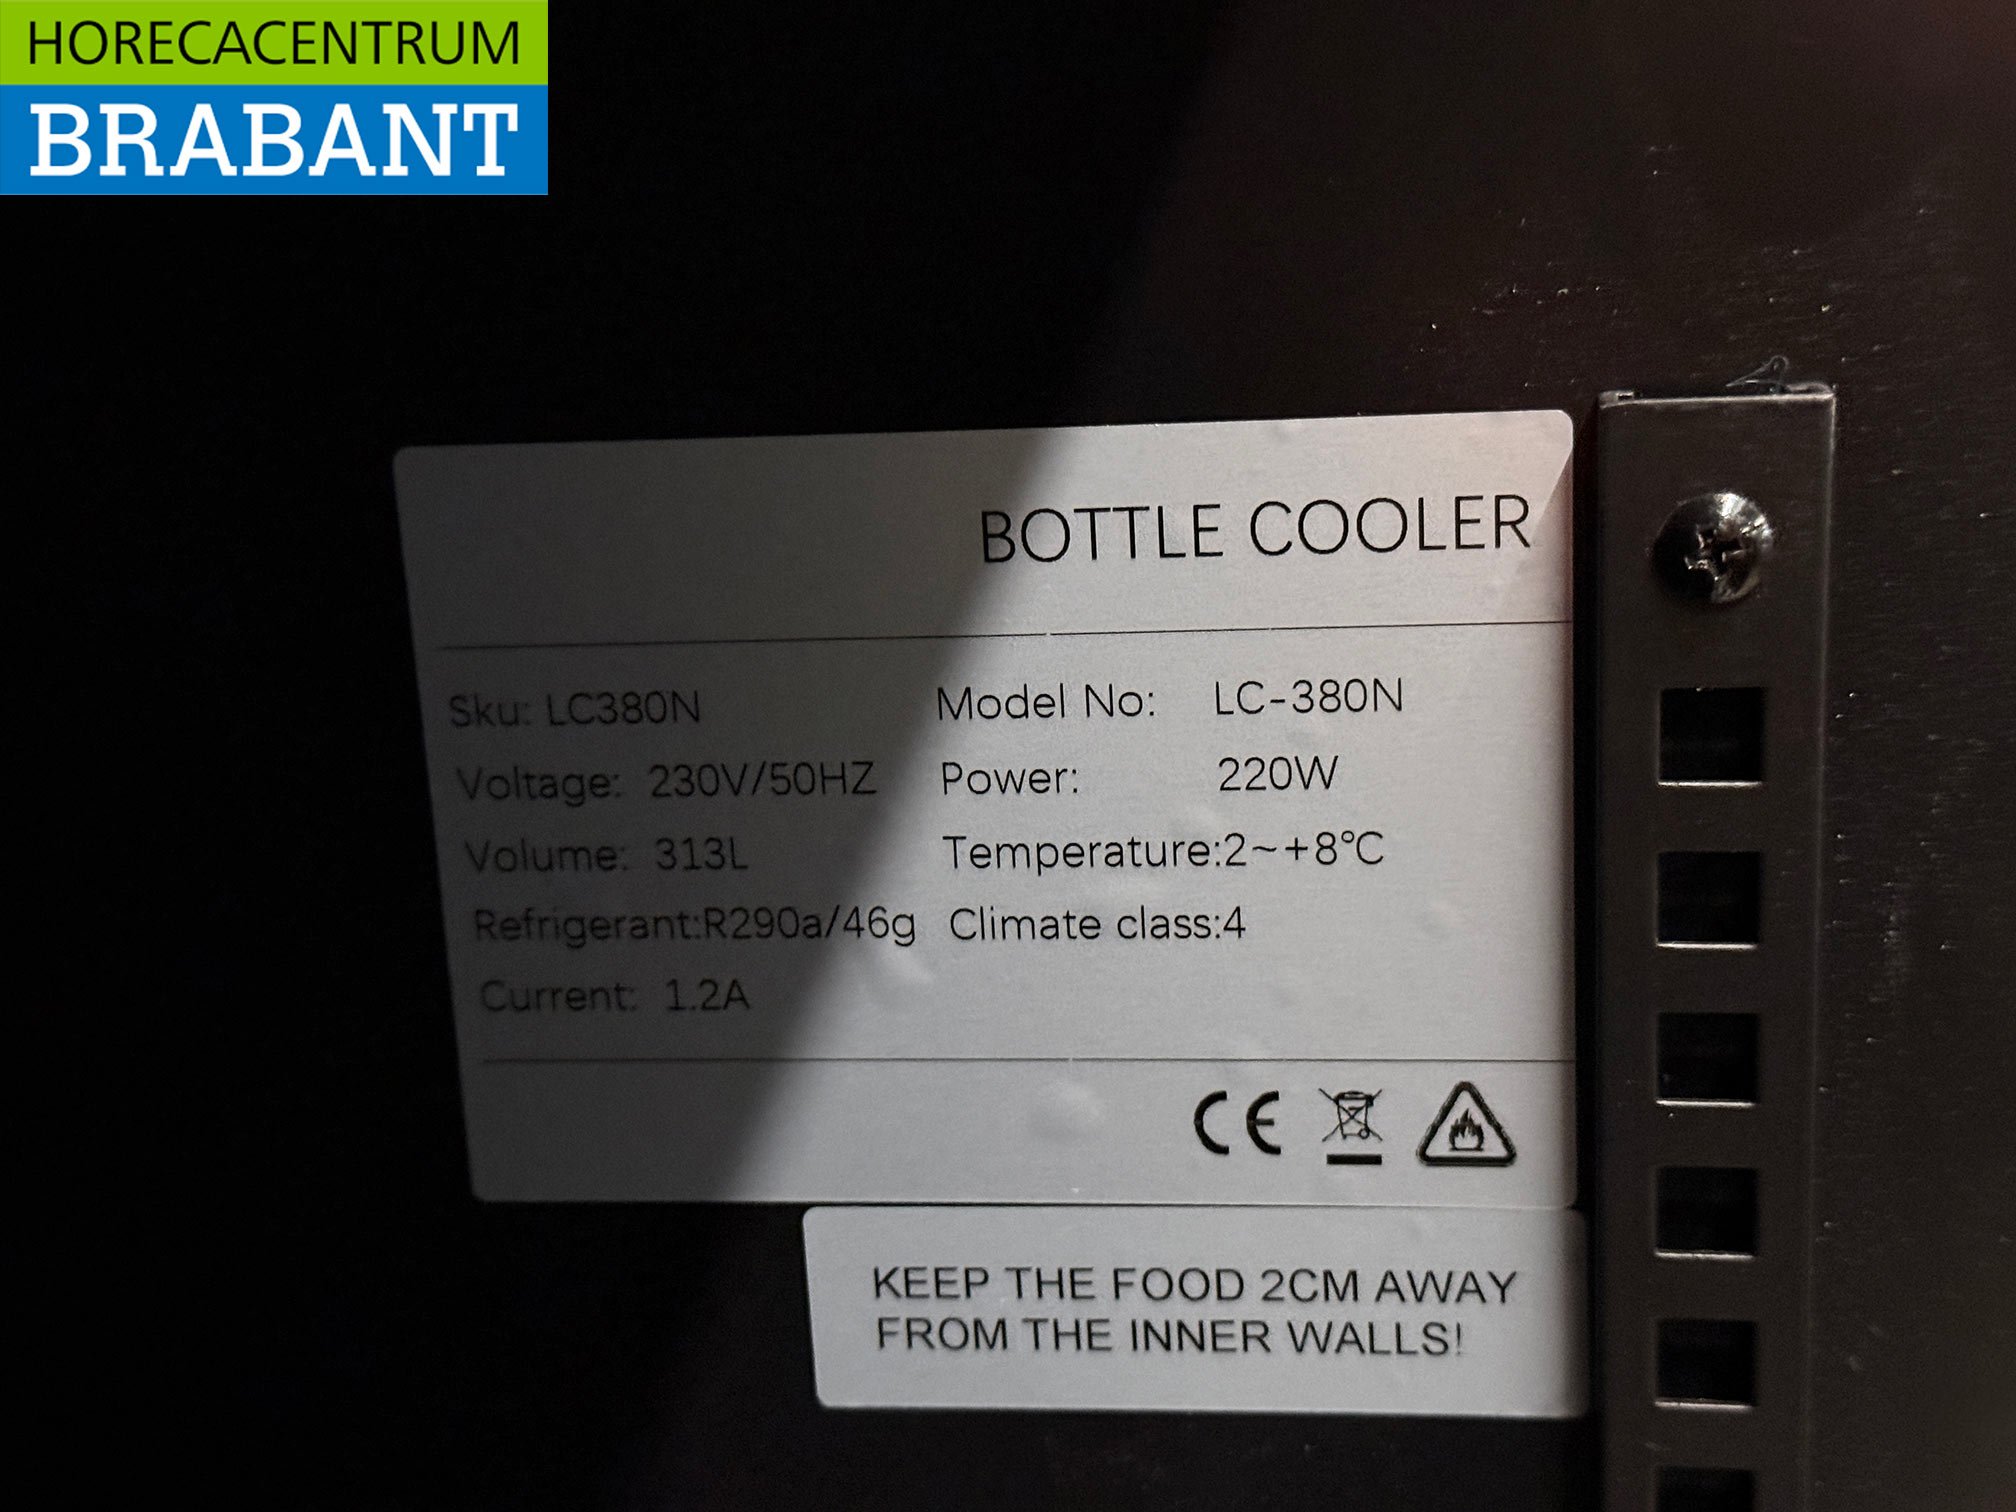 HORECACENTRUM
BRABANT
BOTTLE COOLER
Sku: LC380N Model No: LC-380N
Voltage: 230V/50HZ Power: 220W
Volume: 313L Temperature:2~+8°C
Refrigerant:R290a/46g Climate class:4
Current: 1.2A
CE
KEEP THE FOOD 2CM AWAY
FROM THE INNER WALLS!